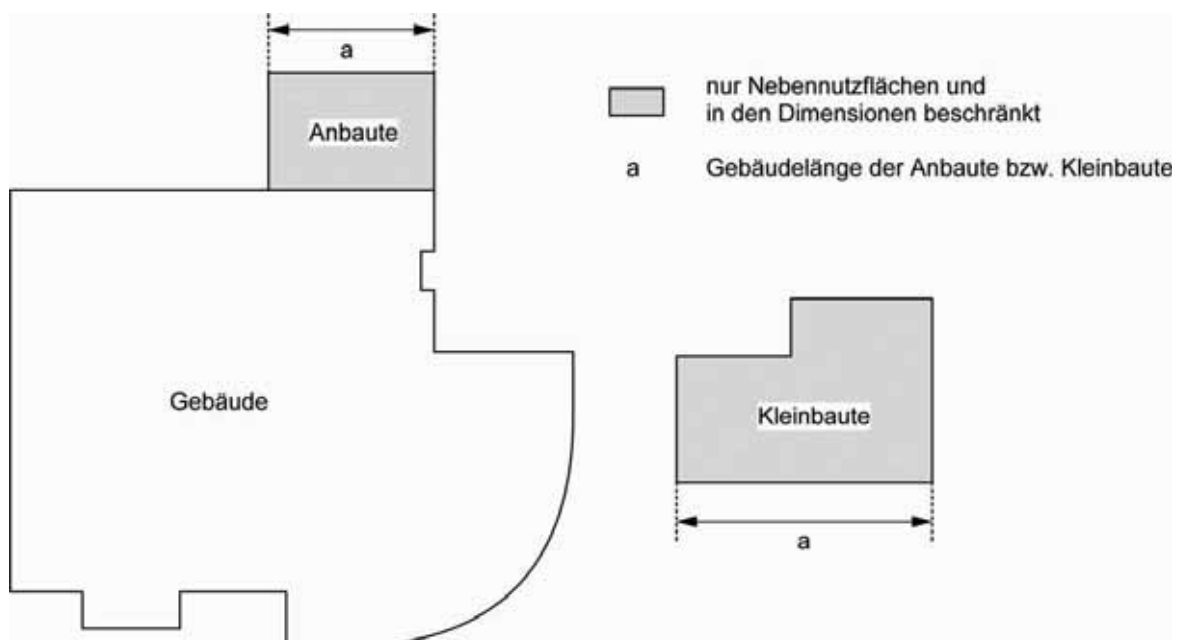 a
Anbaute
nur Nebennutzflächen und
in den Dimensionen beschränkt
a Gebäudelänge der Anbaute bzw. Kleinbaute
Gebäude
Kleinbaute
a